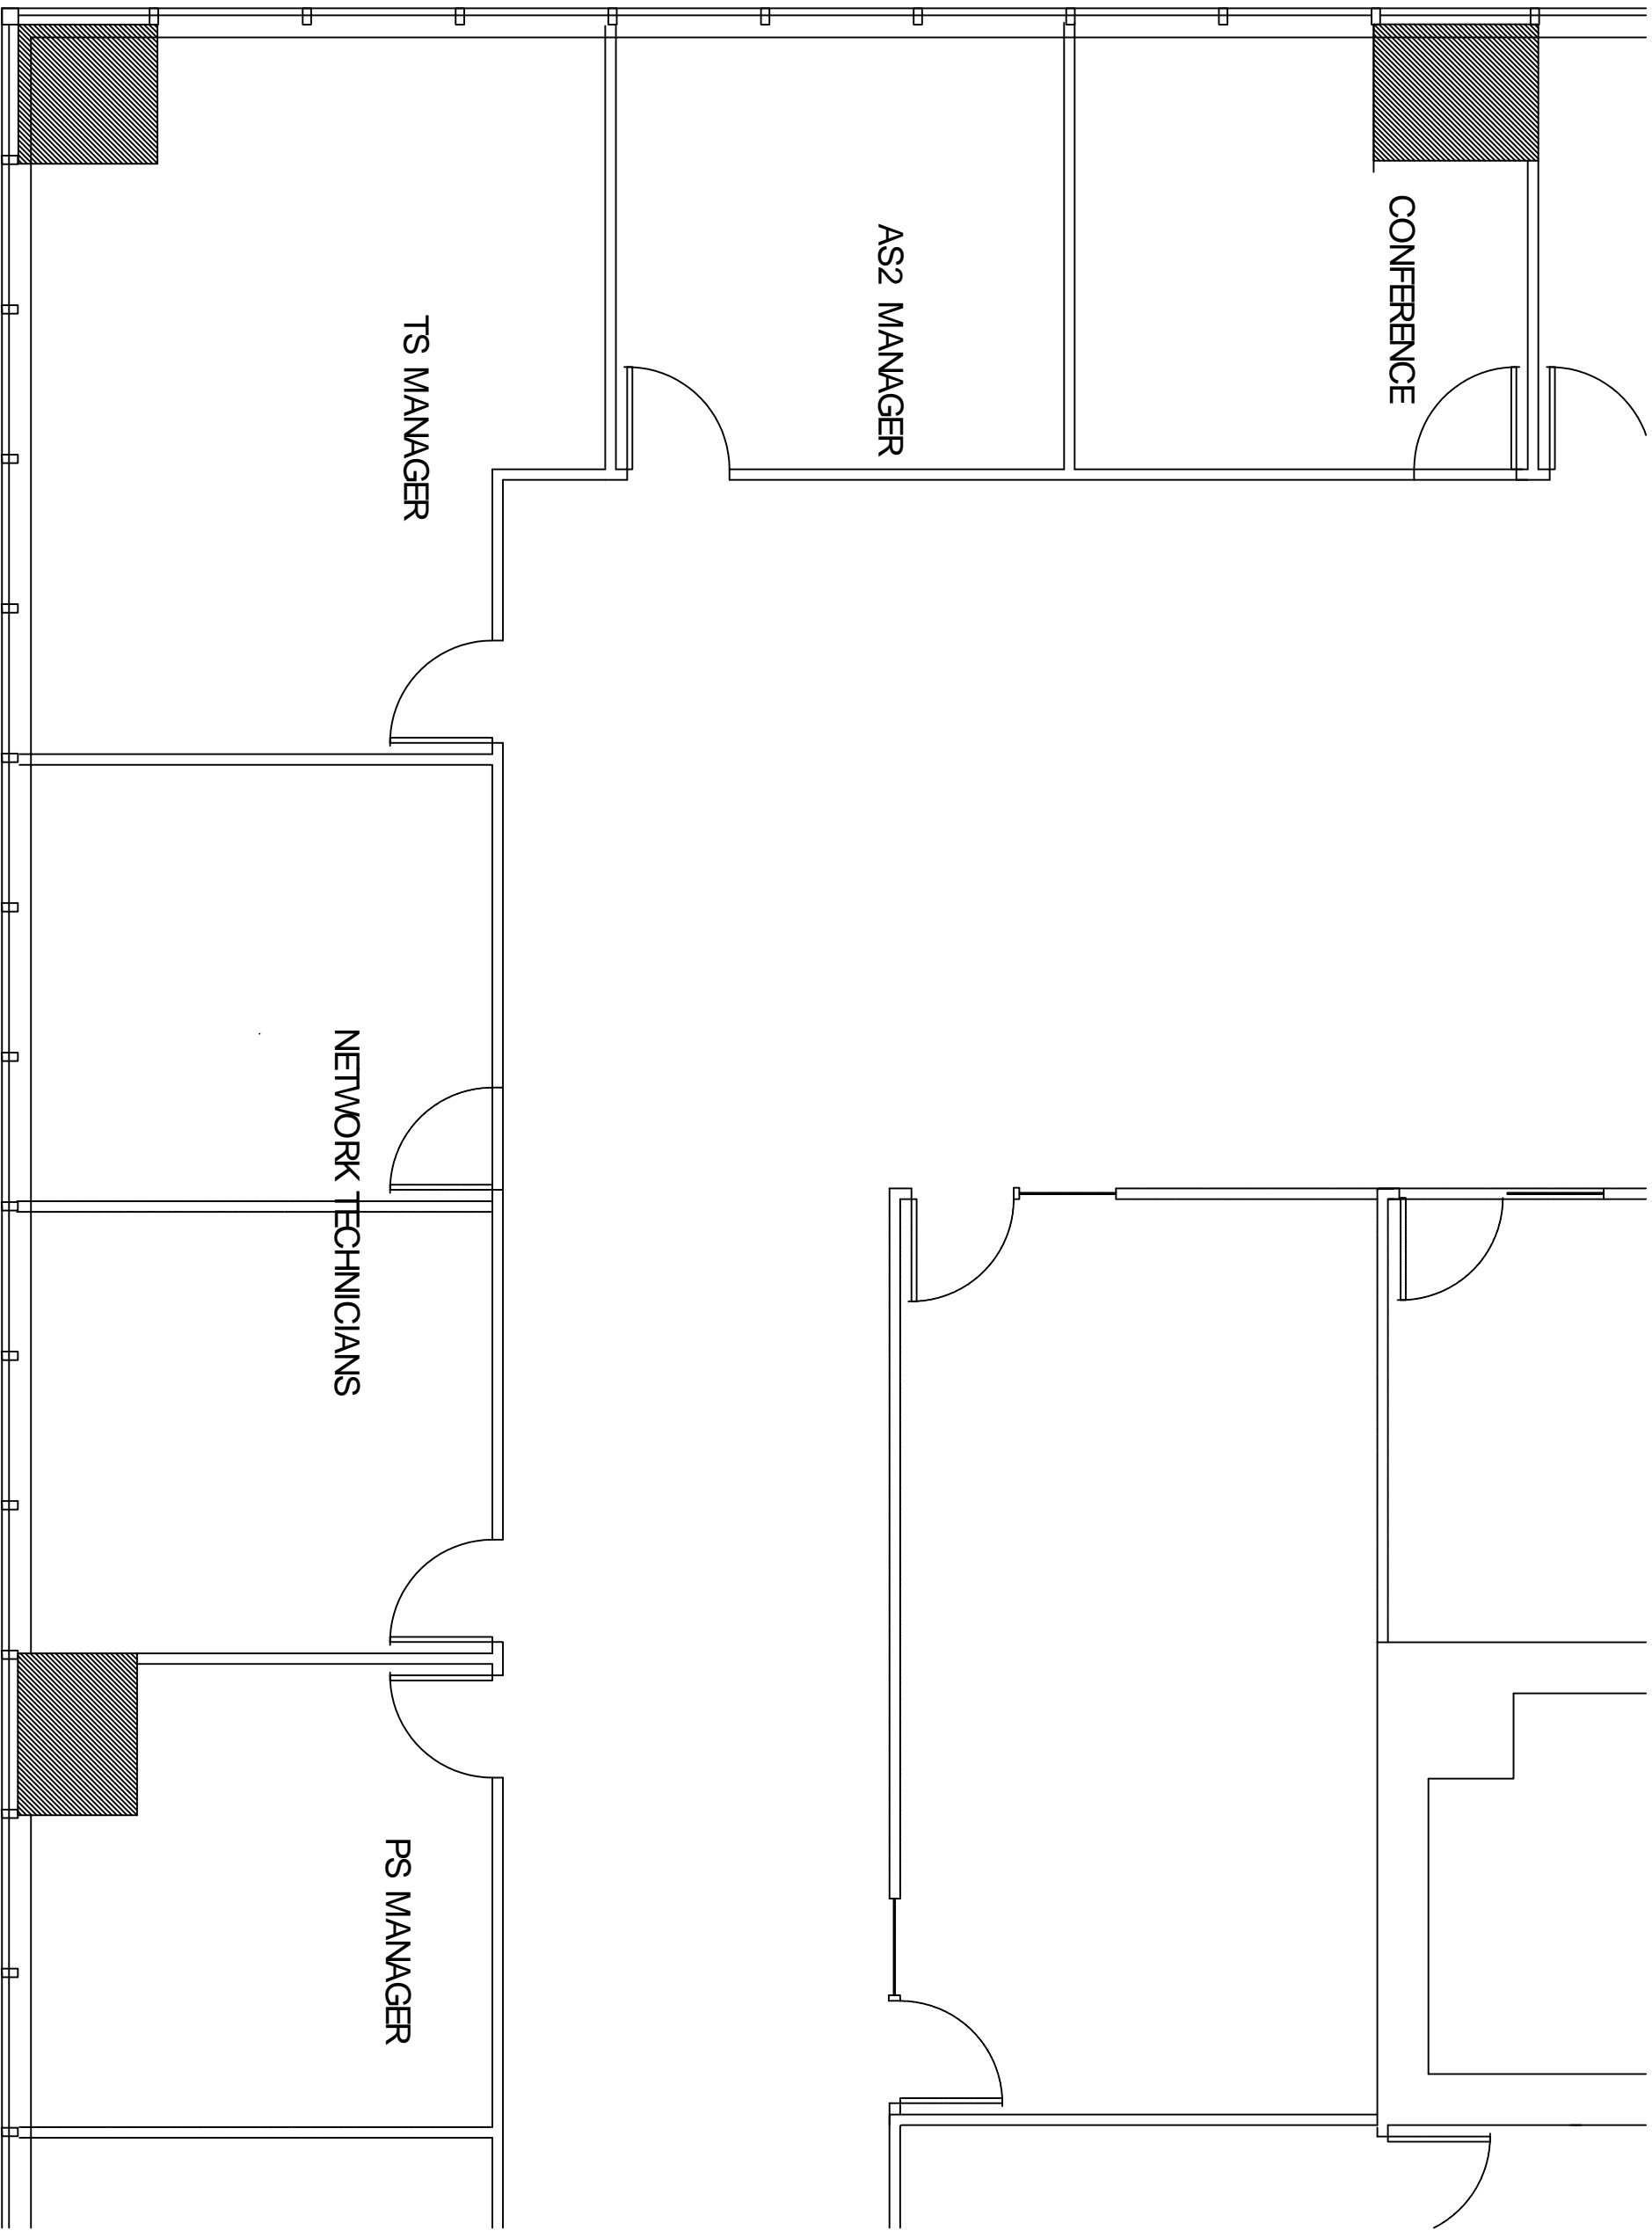 CONFERENCE
AS2 MANAGER
TS MANAGER
NETWORK TECHNICIANS
PS MANAGER